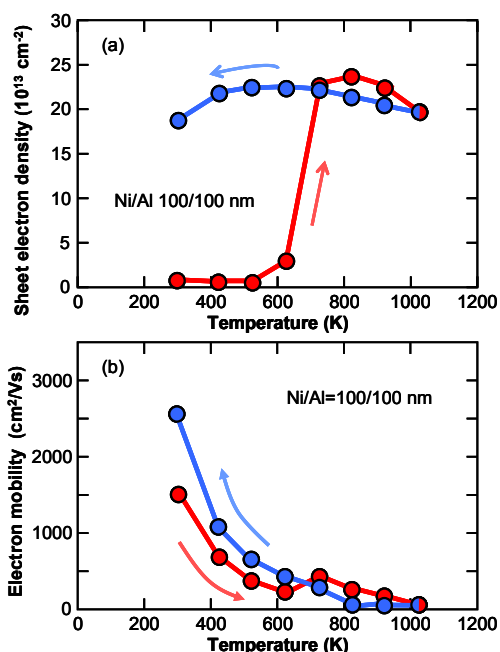 30
(a)
25
20
15
10
5
0
Sheet electron density (10¹³ cm⁻²)
Ni/Al 100/100 nm
0 200 400 600 800 1000 1200
Temperature (K)
(b)
3000
2000
1000
0
Electron mobility (cm²/Vs)
Ni/Al=100/100 nm
0 200 400 600 800 1000 1200
Temperature (K)